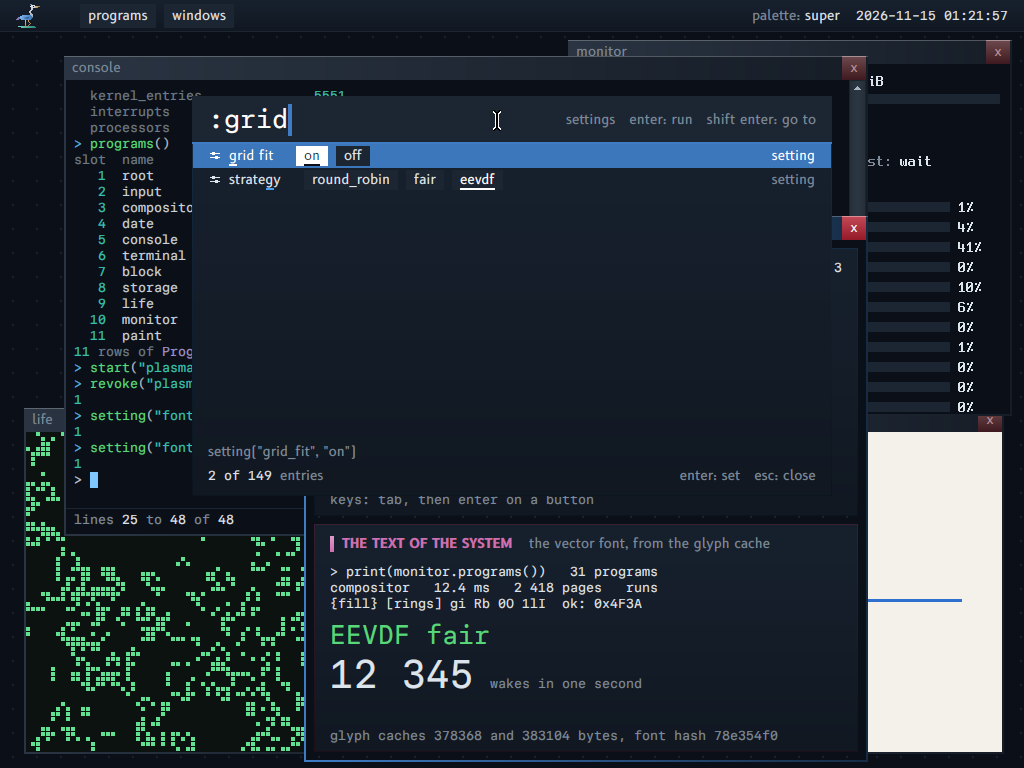 programs windows palette: super 2026-11-15 01:21:57
monitor x
console x
iB
kernel_entries 5551
interrupts
processors
> programs()
slot name
1 root
2 input
3 composito
4 date
5 console
6 terminal
7 block
8 storage
9 life
10 monitor
11 paint
11 rows of Prog
> start("plasma
> revoke("plasm
1
> setting("font
1
> setting("font
1
>
lines 25 to 48 of 48
:grid settings enter: run shift enter: go to
grid fit on off setting
strategy round_robin fair eevdf setting
setting["grid_fit", "on"]
2 of 149 entries enter: set esc: close
st: wait
1%
4%
41%
0%
10%
6%
0%
1%
0%
0%
0%
x
3
life x
keys: tab, then enter on a button
THE TEXT OF THE SYSTEM the vector font, from the glyph cache
> print(monitor.programs()) 31 programs
compositor 12.4 ms 2 418 pages runs
{fill} [rings] gi Rb 0O 1lI ok: 0x4F3A
EEVDF fair
12 345 wakes in one second
glyph caches 378368 and 383104 bytes, font hash 78e354f0